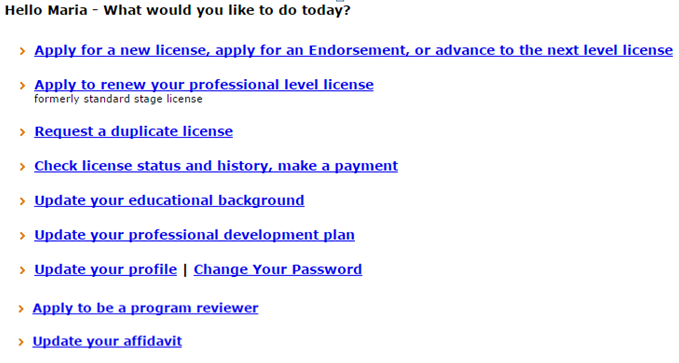 Hello Maria - What would you like to do today?
Apply for a new license, apply for an Endorsement, or advance to the next level license
Apply to renew your professional level license
formerly standard stage license
Request a duplicate license
Check license status and history, make a payment
Update your educational background
Update your professional development plan
Update your profile | Change Your Password
Apply to be a program reviewer
Update your affidavit